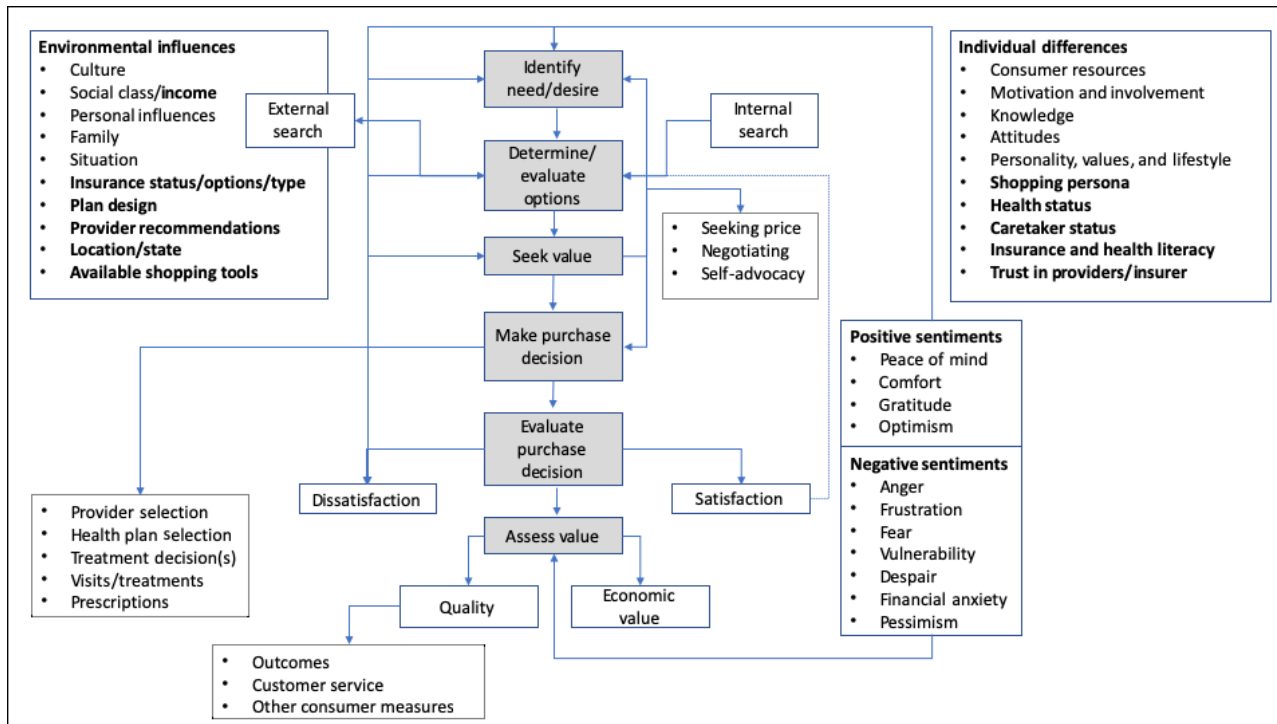 Environmental influences
• Culture
• Social class/income
• Personal influences
• Family
• Situation
• Insurance status/options/type
• Plan design
• Provider recommendations
• Location/state
• Available shopping tools
External
search
Identify
need/desire
Internal
search
Determine/
evaluate
options
Seek value
• Seeking price
• Negotiating
• Self-advocacy
Make purchase
decision
Evaluate
purchase
decision
Dissatisfaction
Satisfaction
Assess value
Quality
Economic
value
• Provider selection
• Health plan selection
• Treatment decision(s)
• Visits/treatments
• Prescriptions
• Outcomes
• Customer service
• Other consumer measures
Individual differences
• Consumer resources
• Motivation and involvement
• Knowledge
• Attitudes
• Personality, values, and lifestyle
• Shopping persona
• Health status
• Caretaker status
• Insurance and health literacy
• Trust in providers/insurer
Positive sentiments
• Peace of mind
• Comfort
• Gratitude
• Optimism
Negative sentiments
• Anger
• Frustration
• Fear
• Vulnerability
• Despair
• Financial anxiety
• Pessimism